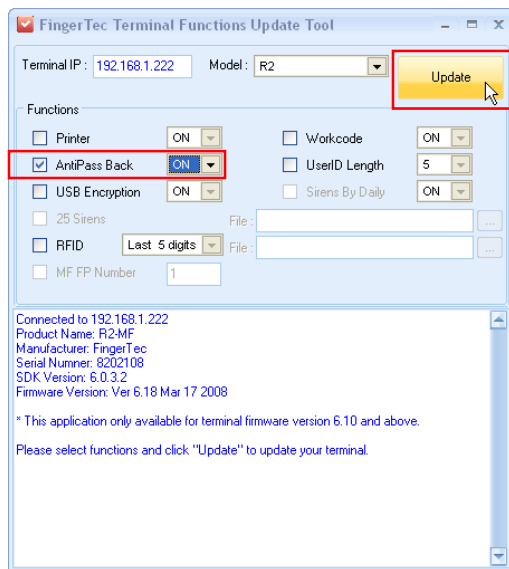 FingerTec Terminal Functions Update Tool
Terminal IP : 192.168.1.222 Model : R2 Update
Functions
Printer ON Workcode ON
AntiPass Back ON UserID Length 5
USB Encryption ON Sirens By Daily ON
25 Sirens File : ...
RFID Last 5 digits File : ...
MF FP Number 1
Connected to 192.168.1.222
Product Name: R2-MF
Manufacturer: FingerTec
Serial Numner: 8202108
SDK Version: 6.0.3.2
Firmware Version: Ver 6.18 Mar 17 2008
* This application only available for terminal firmware version 6.10 and above.
Please select functions and click "Update" to update your terminal.